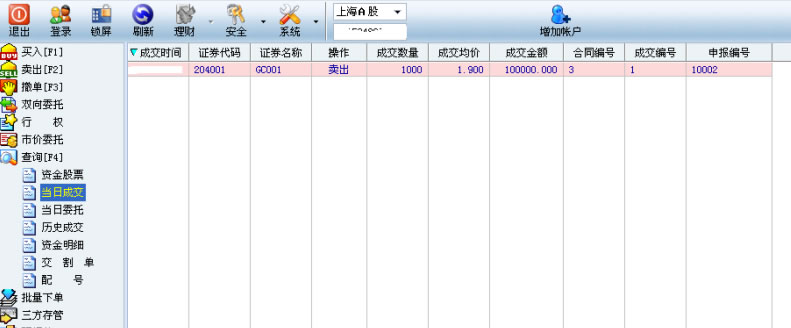 退出 登录 锁屏 刷新 理财 安全 系统 上海A股 增加帐户
买入[F1]
卖出[F2]
撤单[F3]
双向委托
行 权
市价委托
查询[F4]
资金股票
当日成交
当日委托
历史成交
资金明细
交 割 单
配 号
批量下单
三方存管
成交时间 证券代码 证券名称 操作 成交数量 成交均价 成交金额 合同编号 成交编号 申报编号
204001 GC001 卖出 1000 1.900 100000.000 3 1 10002